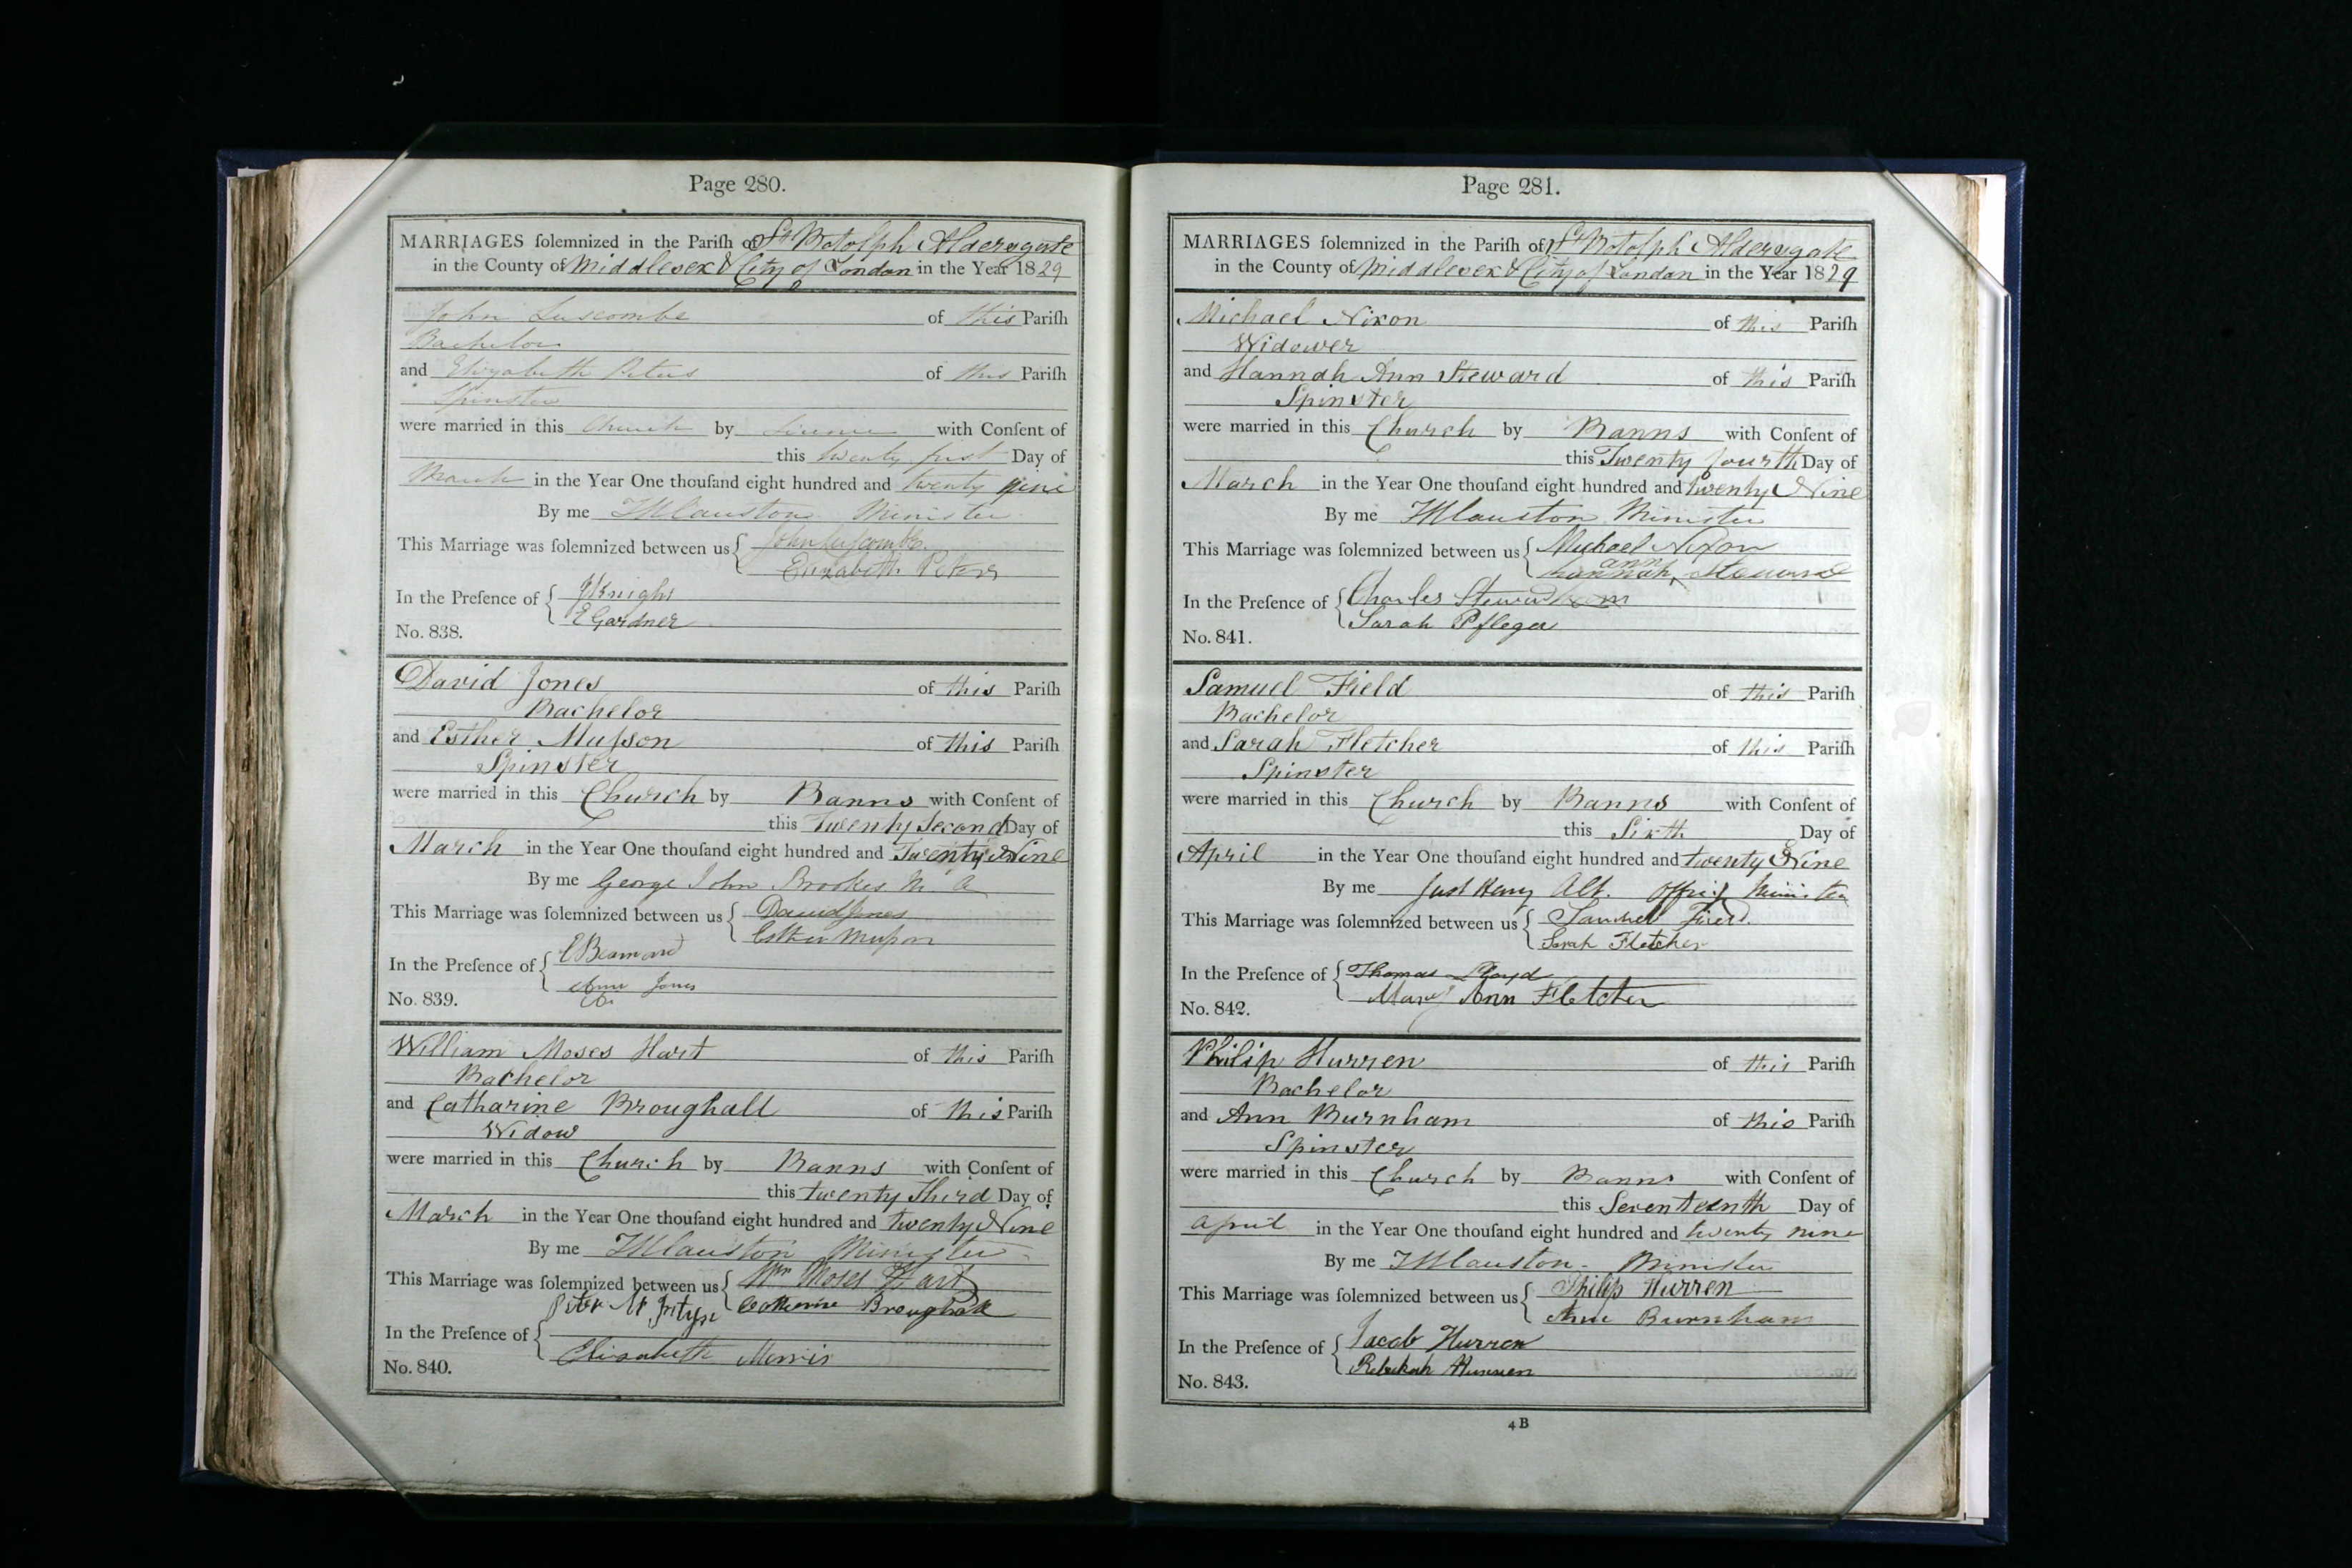 Page 280.
MARRIAGES ſolemnized in the Pariſh of St Botolph Aldersgate
in the County of Middlesex & City of London in the Year 1829
John Luscombe of this Pariſh
Bachelor
and Elizabeth Peters of this Pariſh
Spinster
were married in this Church by Licence with Conſent of
this twenty first Day of
March in the Year One thouſand eight hundred and twenty nine
By me Minister
This Marriage was ſolemnized between us John Luscombe
Elizabeth Peters
In the Preſence of J Knight
E Gardner
No. 838.
David Jones of this Pariſh
Bachelor
and Esther Muſson of this Pariſh
Spinster
were married in this Church by Banns with Conſent of
this Twenty Second Day of
March in the Year One thouſand eight hundred and Twenty Nine
By me George John Brookes M. A
This Marriage was ſolemnized between us David Jones
Esther Muſson
In the Preſence of E Beamond
Ann Jones
No. 839.
William Moses Hart of this Pariſh
Bachelor
and Catharine Broughall of this Pariſh
Widow
were married in this Church by Banns with Conſent of
this twenty Third Day of
March in the Year One thouſand eight hundred and twenty Nine
By me Minister
This Marriage was ſolemnized between us Wm Moses Hart
Peter Mc Catherine Broughall
In the Preſence of
Elizabeth Morris
No. 840.
Page 281.
MARRIAGES ſolemnized in the Pariſh of St Botolph Aldersgate
in the County of Middlesex & City of London in the Year 1829
Michael Nixon of this Pariſh
Widower
and Hannah Ann Steward of this Pariſh
Spinster
were married in this Church by Banns with Conſent of
this Twenty fourth Day of
March in the Year One thouſand eight hundred and twenty Nine
By me Minister
This Marriage was ſolemnized between us Michael Nixon
ann
hannah Steward
In the Preſence of Charles Steward
Sarah Pfleger
No. 841.
Samuel Field of this Pariſh
Bachelor
and Sarah Fletcher of this Pariſh
Spinster
were married in this Church by Banns with Conſent of
this Sixth Day of
April in the Year One thouſand eight hundred and twenty Nine
By me Just Henry Alt. Offig Minister
This Marriage was ſolemnized between us Samuel Field.
Sarah Fletcher
In the Preſence of Thomas Floyd
Mary Ann Fletcher
No. 842.
Philip Hurren of this Pariſh
Bachelor
and Ann Burnham of this Pariſh
Spinster
were married in this Church by Banns with Conſent of
this Seventeenth Day of
april in the Year One thouſand eight hundred and twenty nine
By me Minister
This Marriage was ſolemnized between us Philip Hurren
Ann Burnham
In the Preſence of Jacob Hurren
Rebekah Hurren
No. 843.
4 B